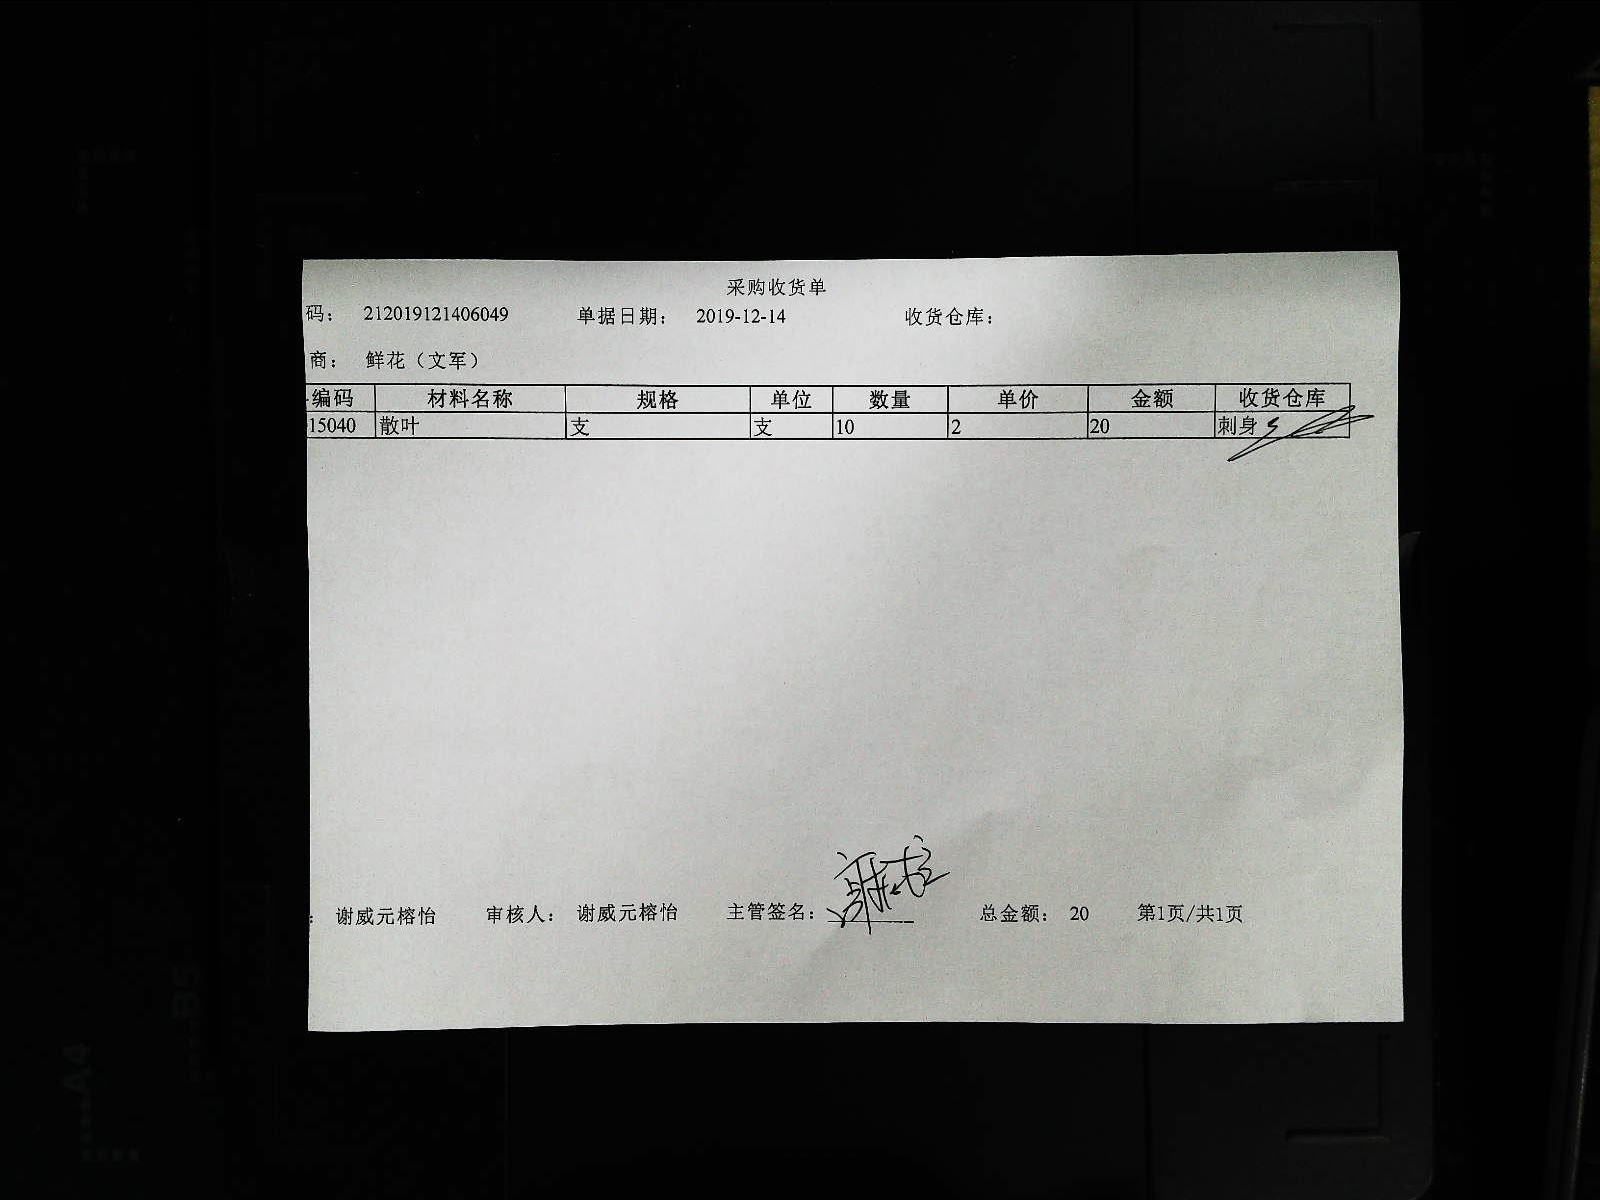 采购收货单
码： 212019121406049 单据日期： 2019-12-14 收货仓库：
商： 鲜花（文军）
编码 材料名称 规格 单位 数量 单价 金额 收货仓库
15040 散叶 支 支 10 2 20 刺身
： 谢威元榕怡 审核人： 谢威元榕怡 主管签名： 总金额： 20 第1页/共1页
B5
A4